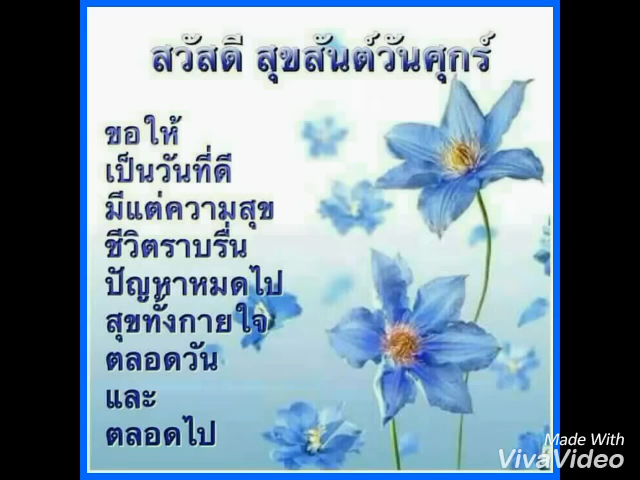 สวัสดี สุขสันต์วันศุกร์
ขอให้
เป็นวันที่ดี
มีแต่ความสุข
ชีวิตราบรื่น
ปัญหาหมดไป
สุขทั้งกายใจ
ตลอดวัน
และ
ตลอดไป
Made With
VivaVideo